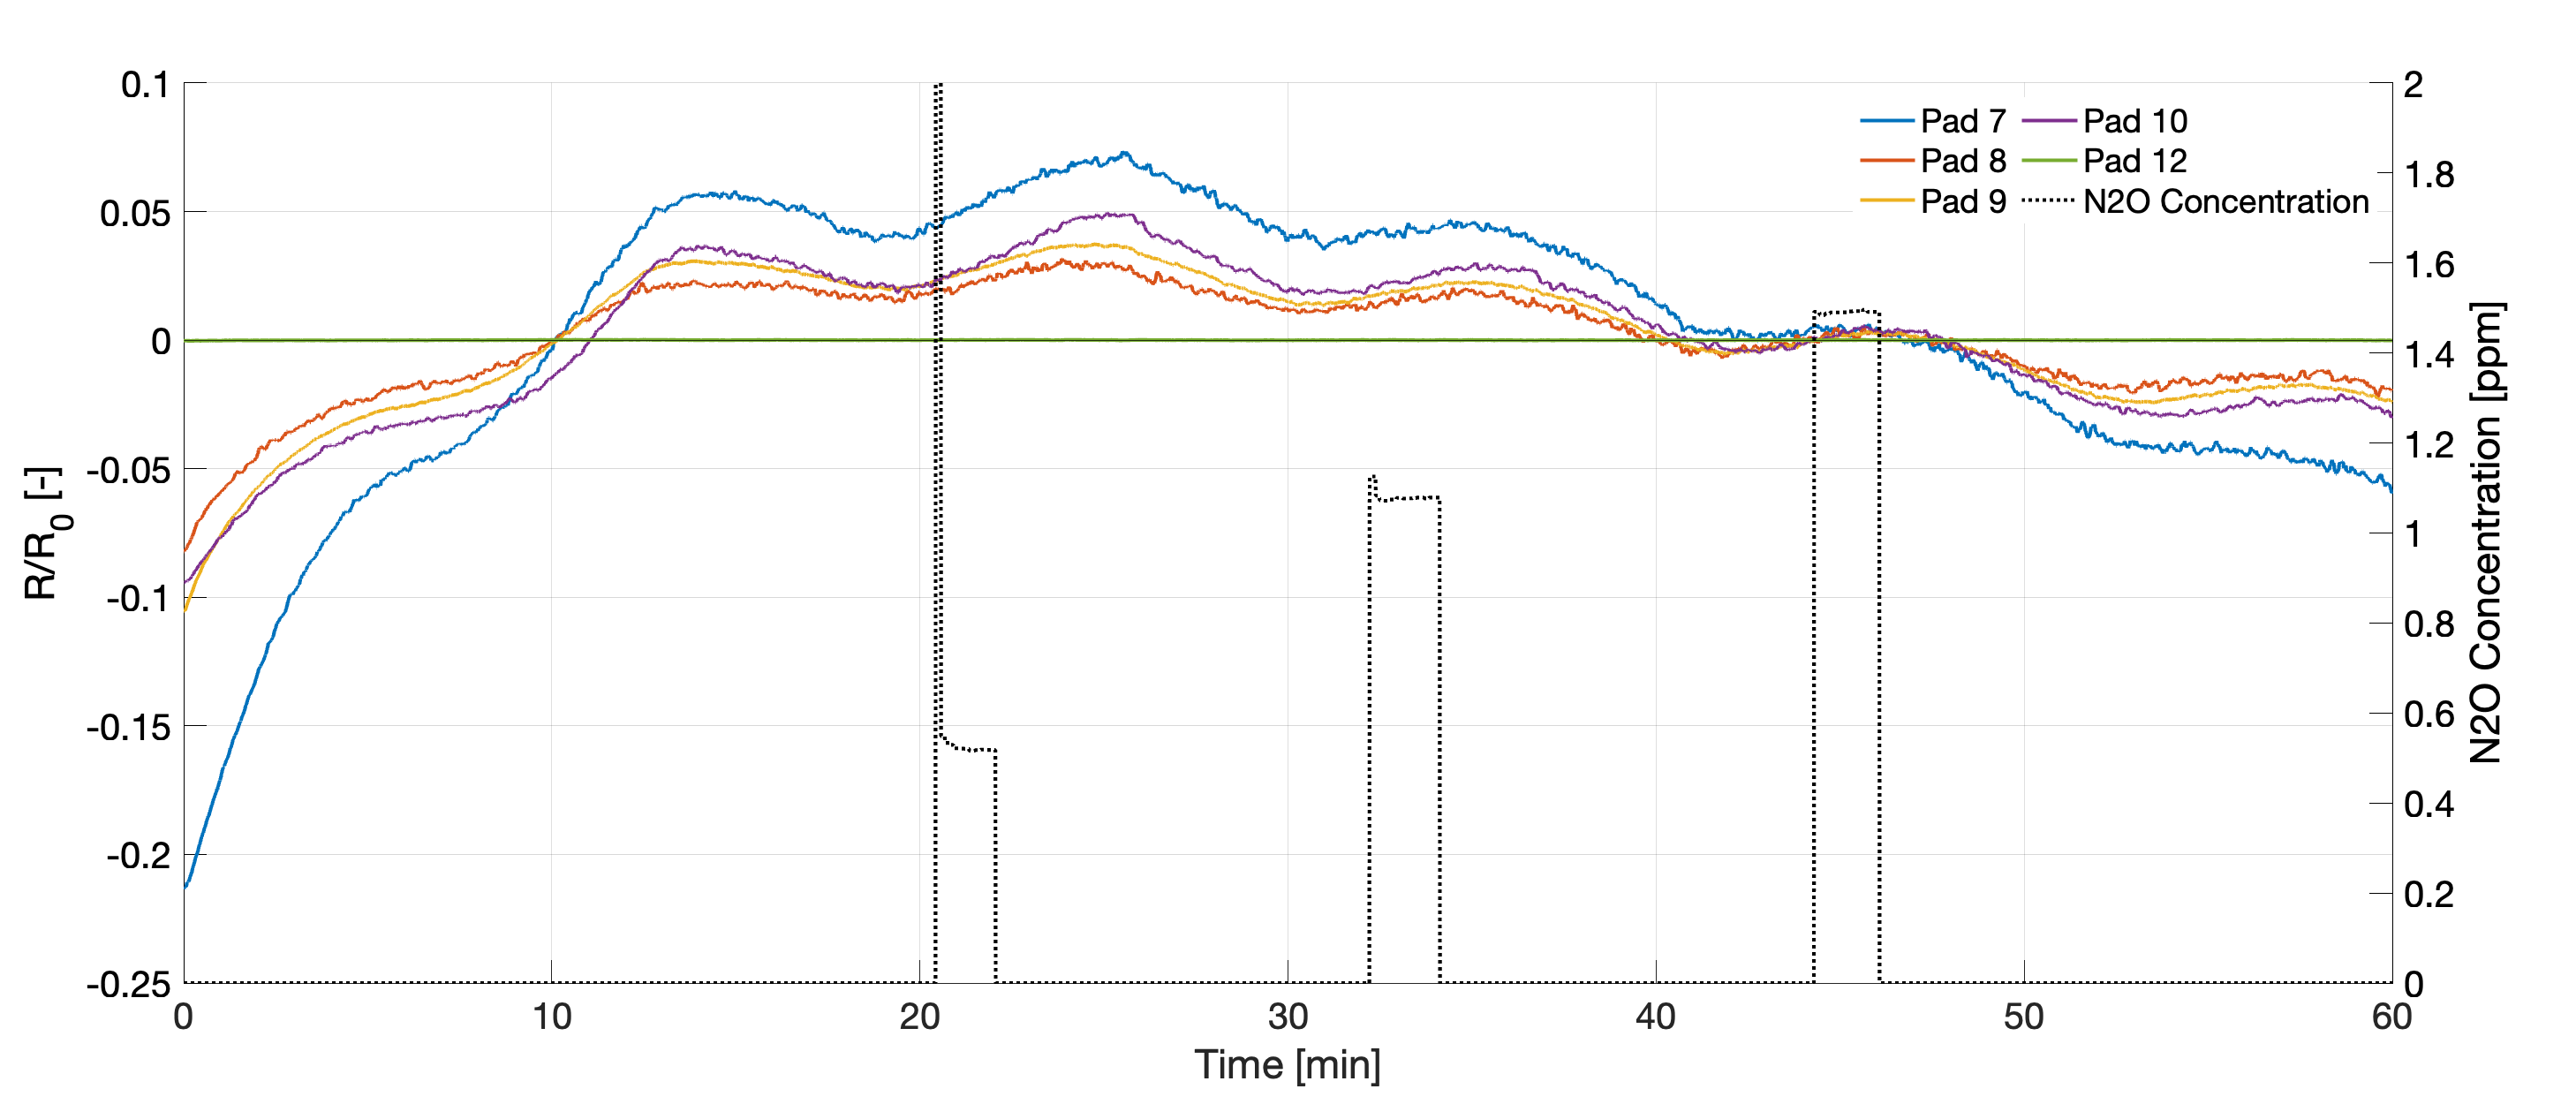 0.1
0.05
0
-0.05
-0.1
-0.15
-0.2
-0.25
R/R0 [-]
0 10 20 30 40 50 60
Time [min]
2
1.8
1.6
1.4
1.2
1
0.8
0.6
0.4
0.2
0
N2O Concentration [ppm]
Pad 7 Pad 10
Pad 8 Pad 12
Pad 9 N2O Concentration